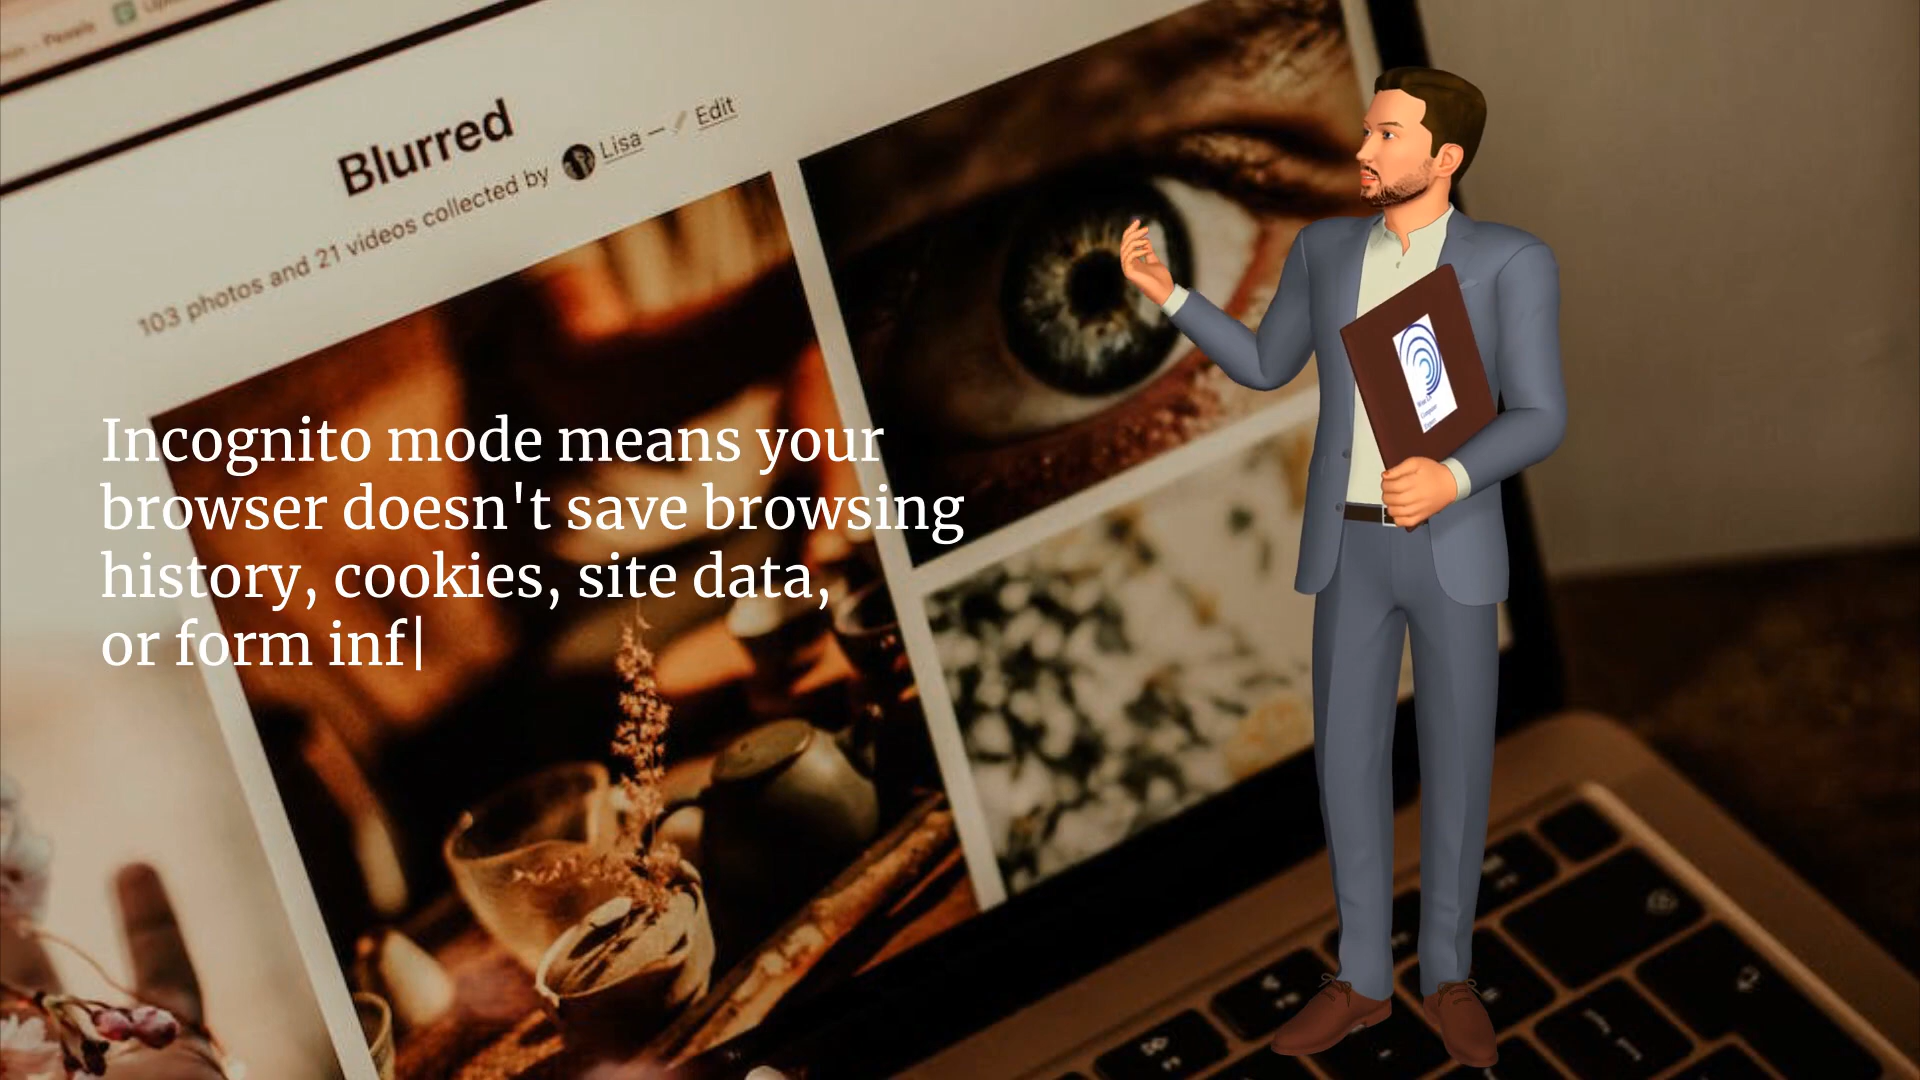 Pexels
Blurred
103 photos and 21 videos collected by Lisa — Edit
Incognito mode means your
browser doesn't save browsing
history, cookies, site data,
or form inf|